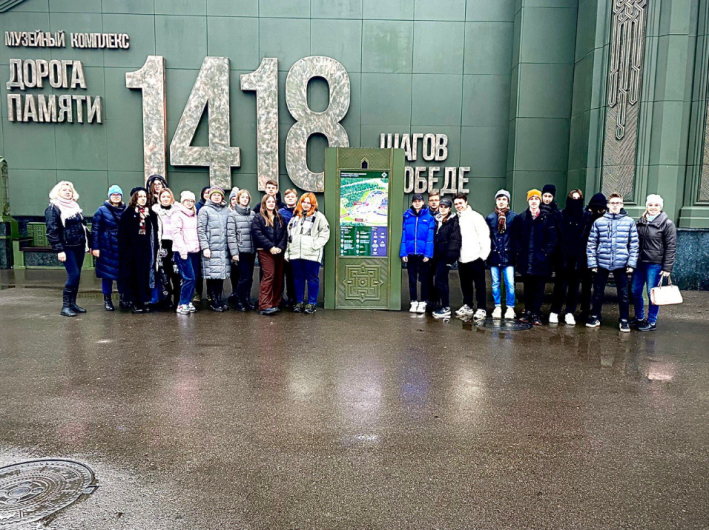 МУЗЕЙНЫЙ КОМПЛЕКС
ДОРОГА
ПАМЯТИ
1418
ШАГОВ
ПОБЕДЕ